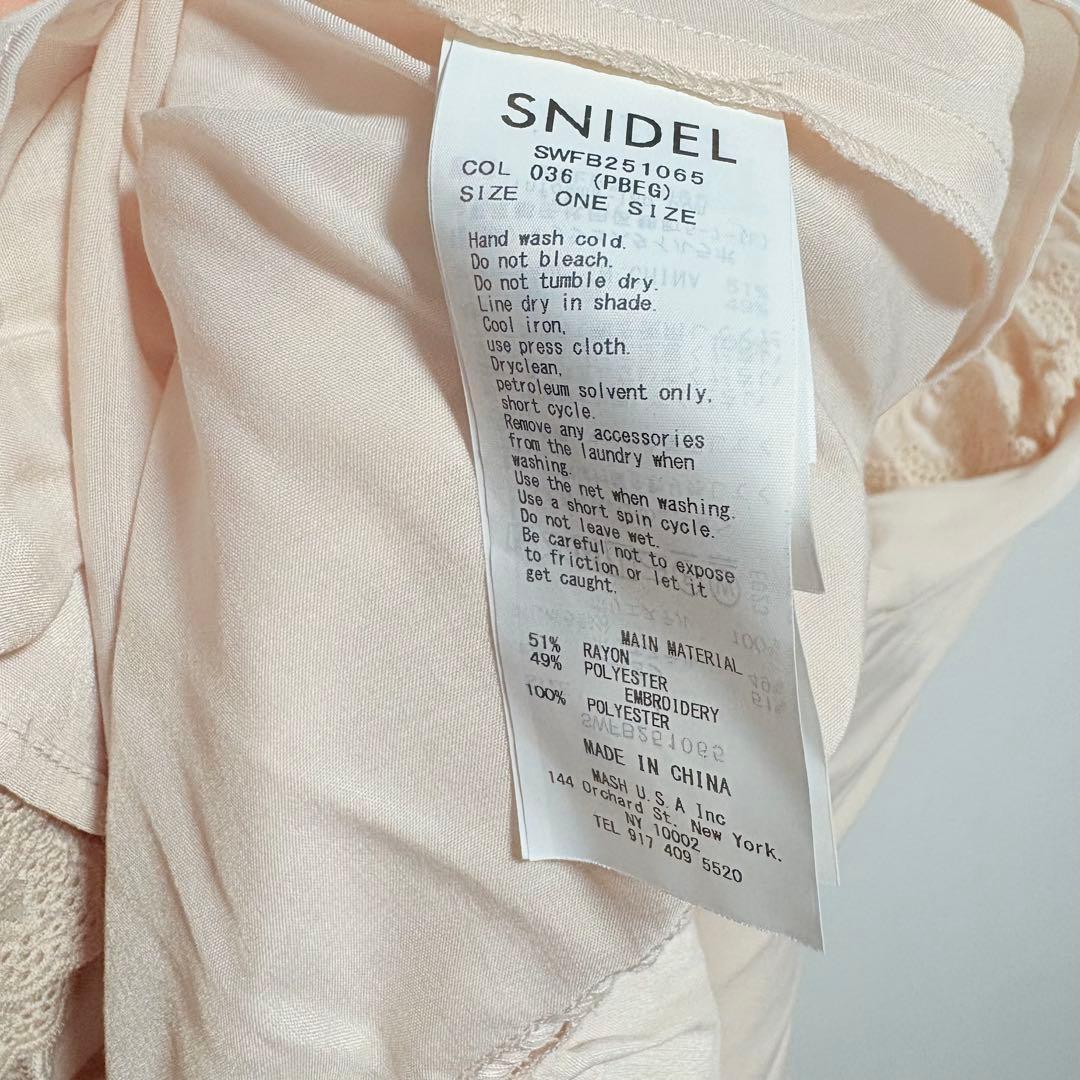 SNIDEL
SWFB251065
COL 036 (PBEG)
SIZE ONE SIZE
Hand wash cold.
Do not bleach.
Do not tumble dry.
Line dry in shade.
Cool iron,
use press cloth.
Dryclean,
petroleum solvent only,
short cycle.
Remove any accessories
from the laundry when
washing.
Use the net when washing.
Use a short spin cycle.
Do not leave wet.
Be careful not to expose
to friction or let it
get caught.
MAIN MATERIAL
51% RAYON
49% POLYESTER
EMBROIDERY
100% POLYESTER
MADE IN CHINA
MASH U.S.A Inc
144 Orchard St. New York.
NY 10002
TEL 917 409 5520